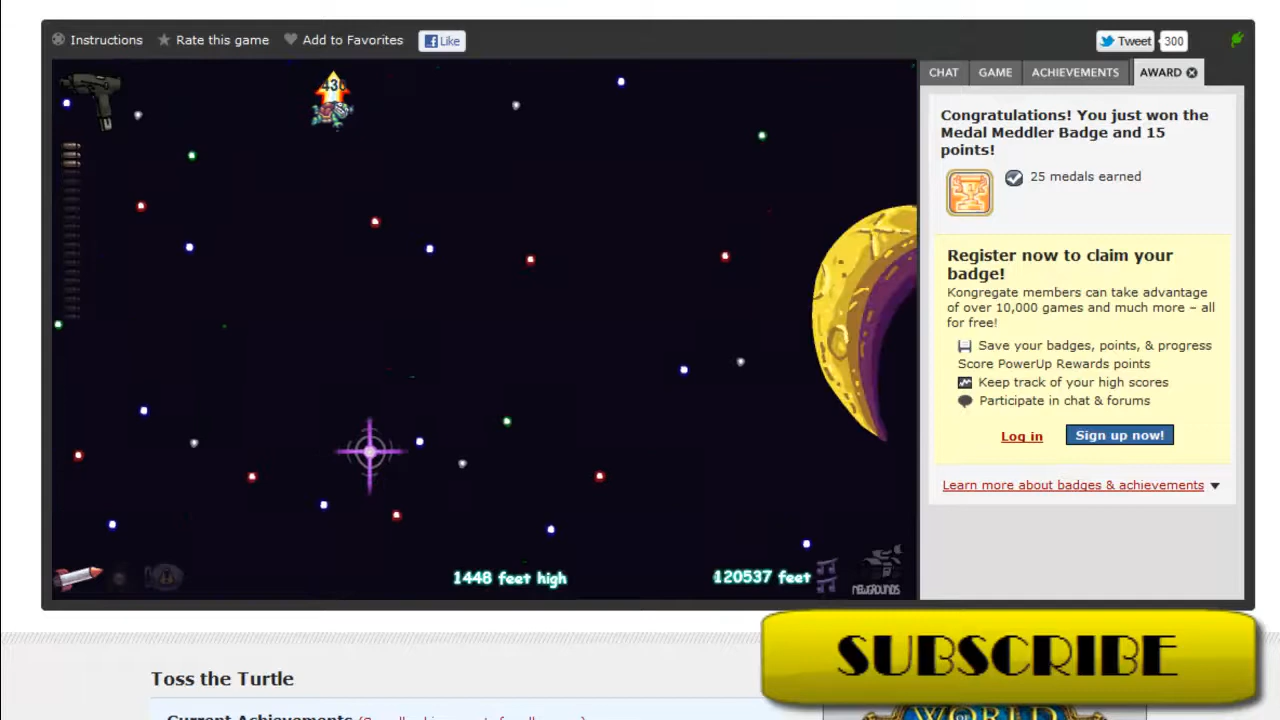 Instructions Rate this game Add to Favorites Like Tweet 300
CHAT GAME ACHIEVEMENTS AWARD
430
Congratulations! You just won the
Medal Meddler Badge and 15
points!
25 medals earned
Register now to claim your
badge!
Kongregate members can take advantage
of over 10,000 games and much more – all
for free!
Save your badges, points, & progress
Score PowerUp Rewards points
Keep track of your high scores
Participate in chat & forums
Log in Sign up now!
Learn more about badges & achievements
1448 feet high 120537 feet
NEWGROUNDS
SUBSCRIBE
Toss the Turtle
Current Achievements
WORLD